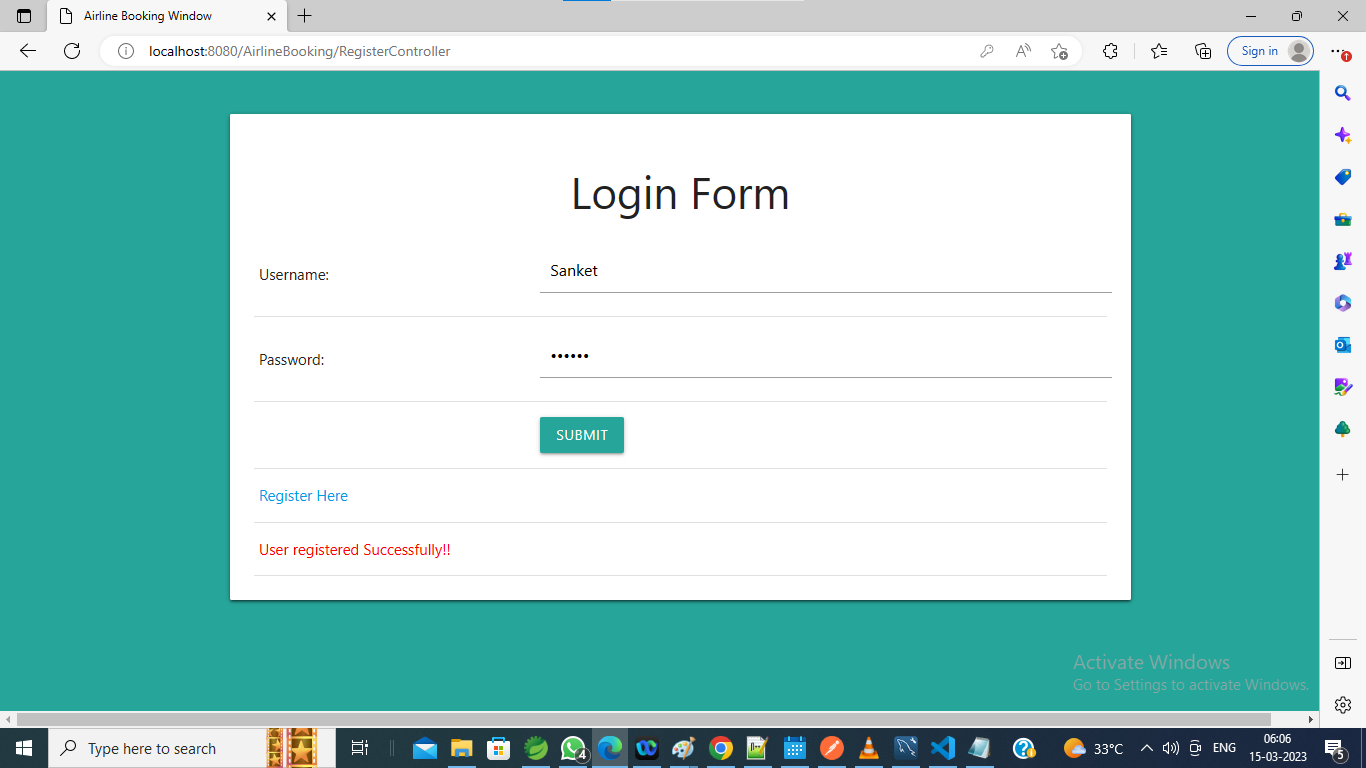 Airline Booking Window
localhost:8080/AirlineBooking/RegisterController
Sign in
Login Form
Username:
Sanket
Password:
SUBMIT
Register Here
User registered Successfully!!
Activate Windows
Go to Settings to activate Windows.
Type here to search
4
33°C
ENG
06:06
15-03-2023
5